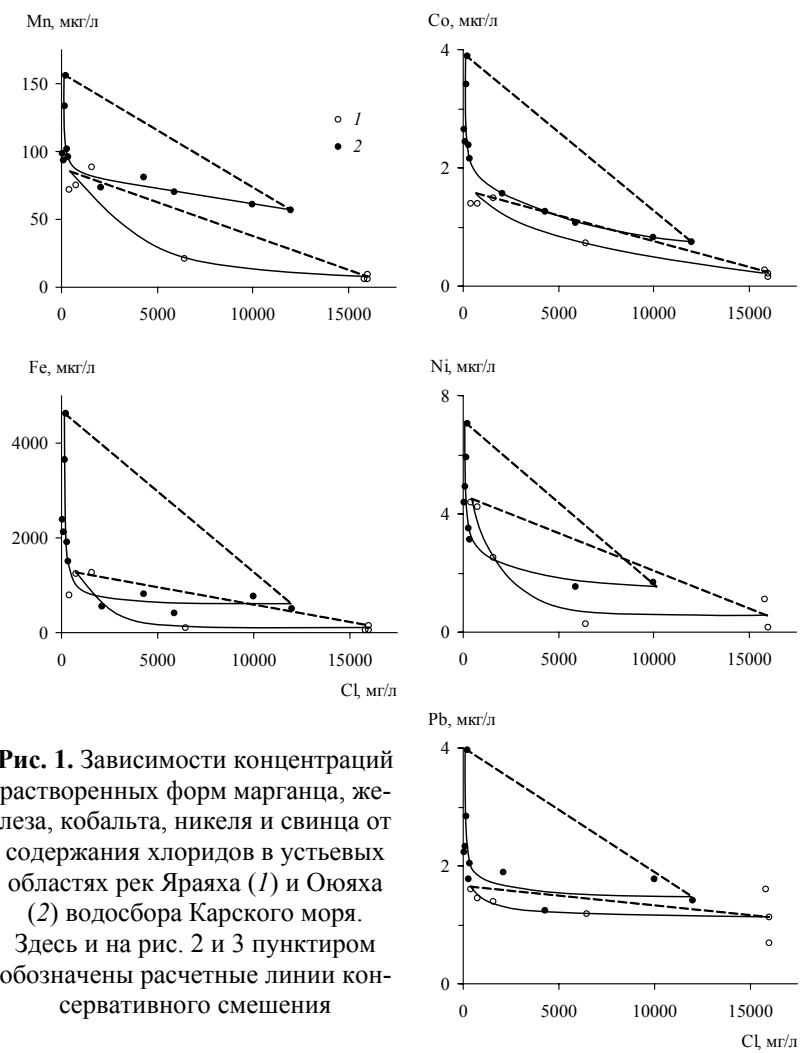 Mn, мкг/л
150
100
50
0
0 5000 10000 15000
1
2
Co, мкг/л
4
2
0
0 5000 10000 15000
Fe, мкг/л
4000
2000
0
0 5000 10000 15000
Cl, мг/л
Ni, мкг/л
8
4
0
0 5000 10000 15000
Pb, мкг/л
4
2
0
0 5000 10000 15000
Cl, мг/л
Рис. 1. Зависимости концентраций
растворенных форм марганца, же-
леза, кобальта, никеля и свинца от
содержания хлоридов в устьевых
областях рек Яраяха (1) и Оюяха
(2) водосбора Карского моря.
Здесь и на рис. 2 и 3 пунктиром
обозначены расчетные линии кон-
сервативного смешения